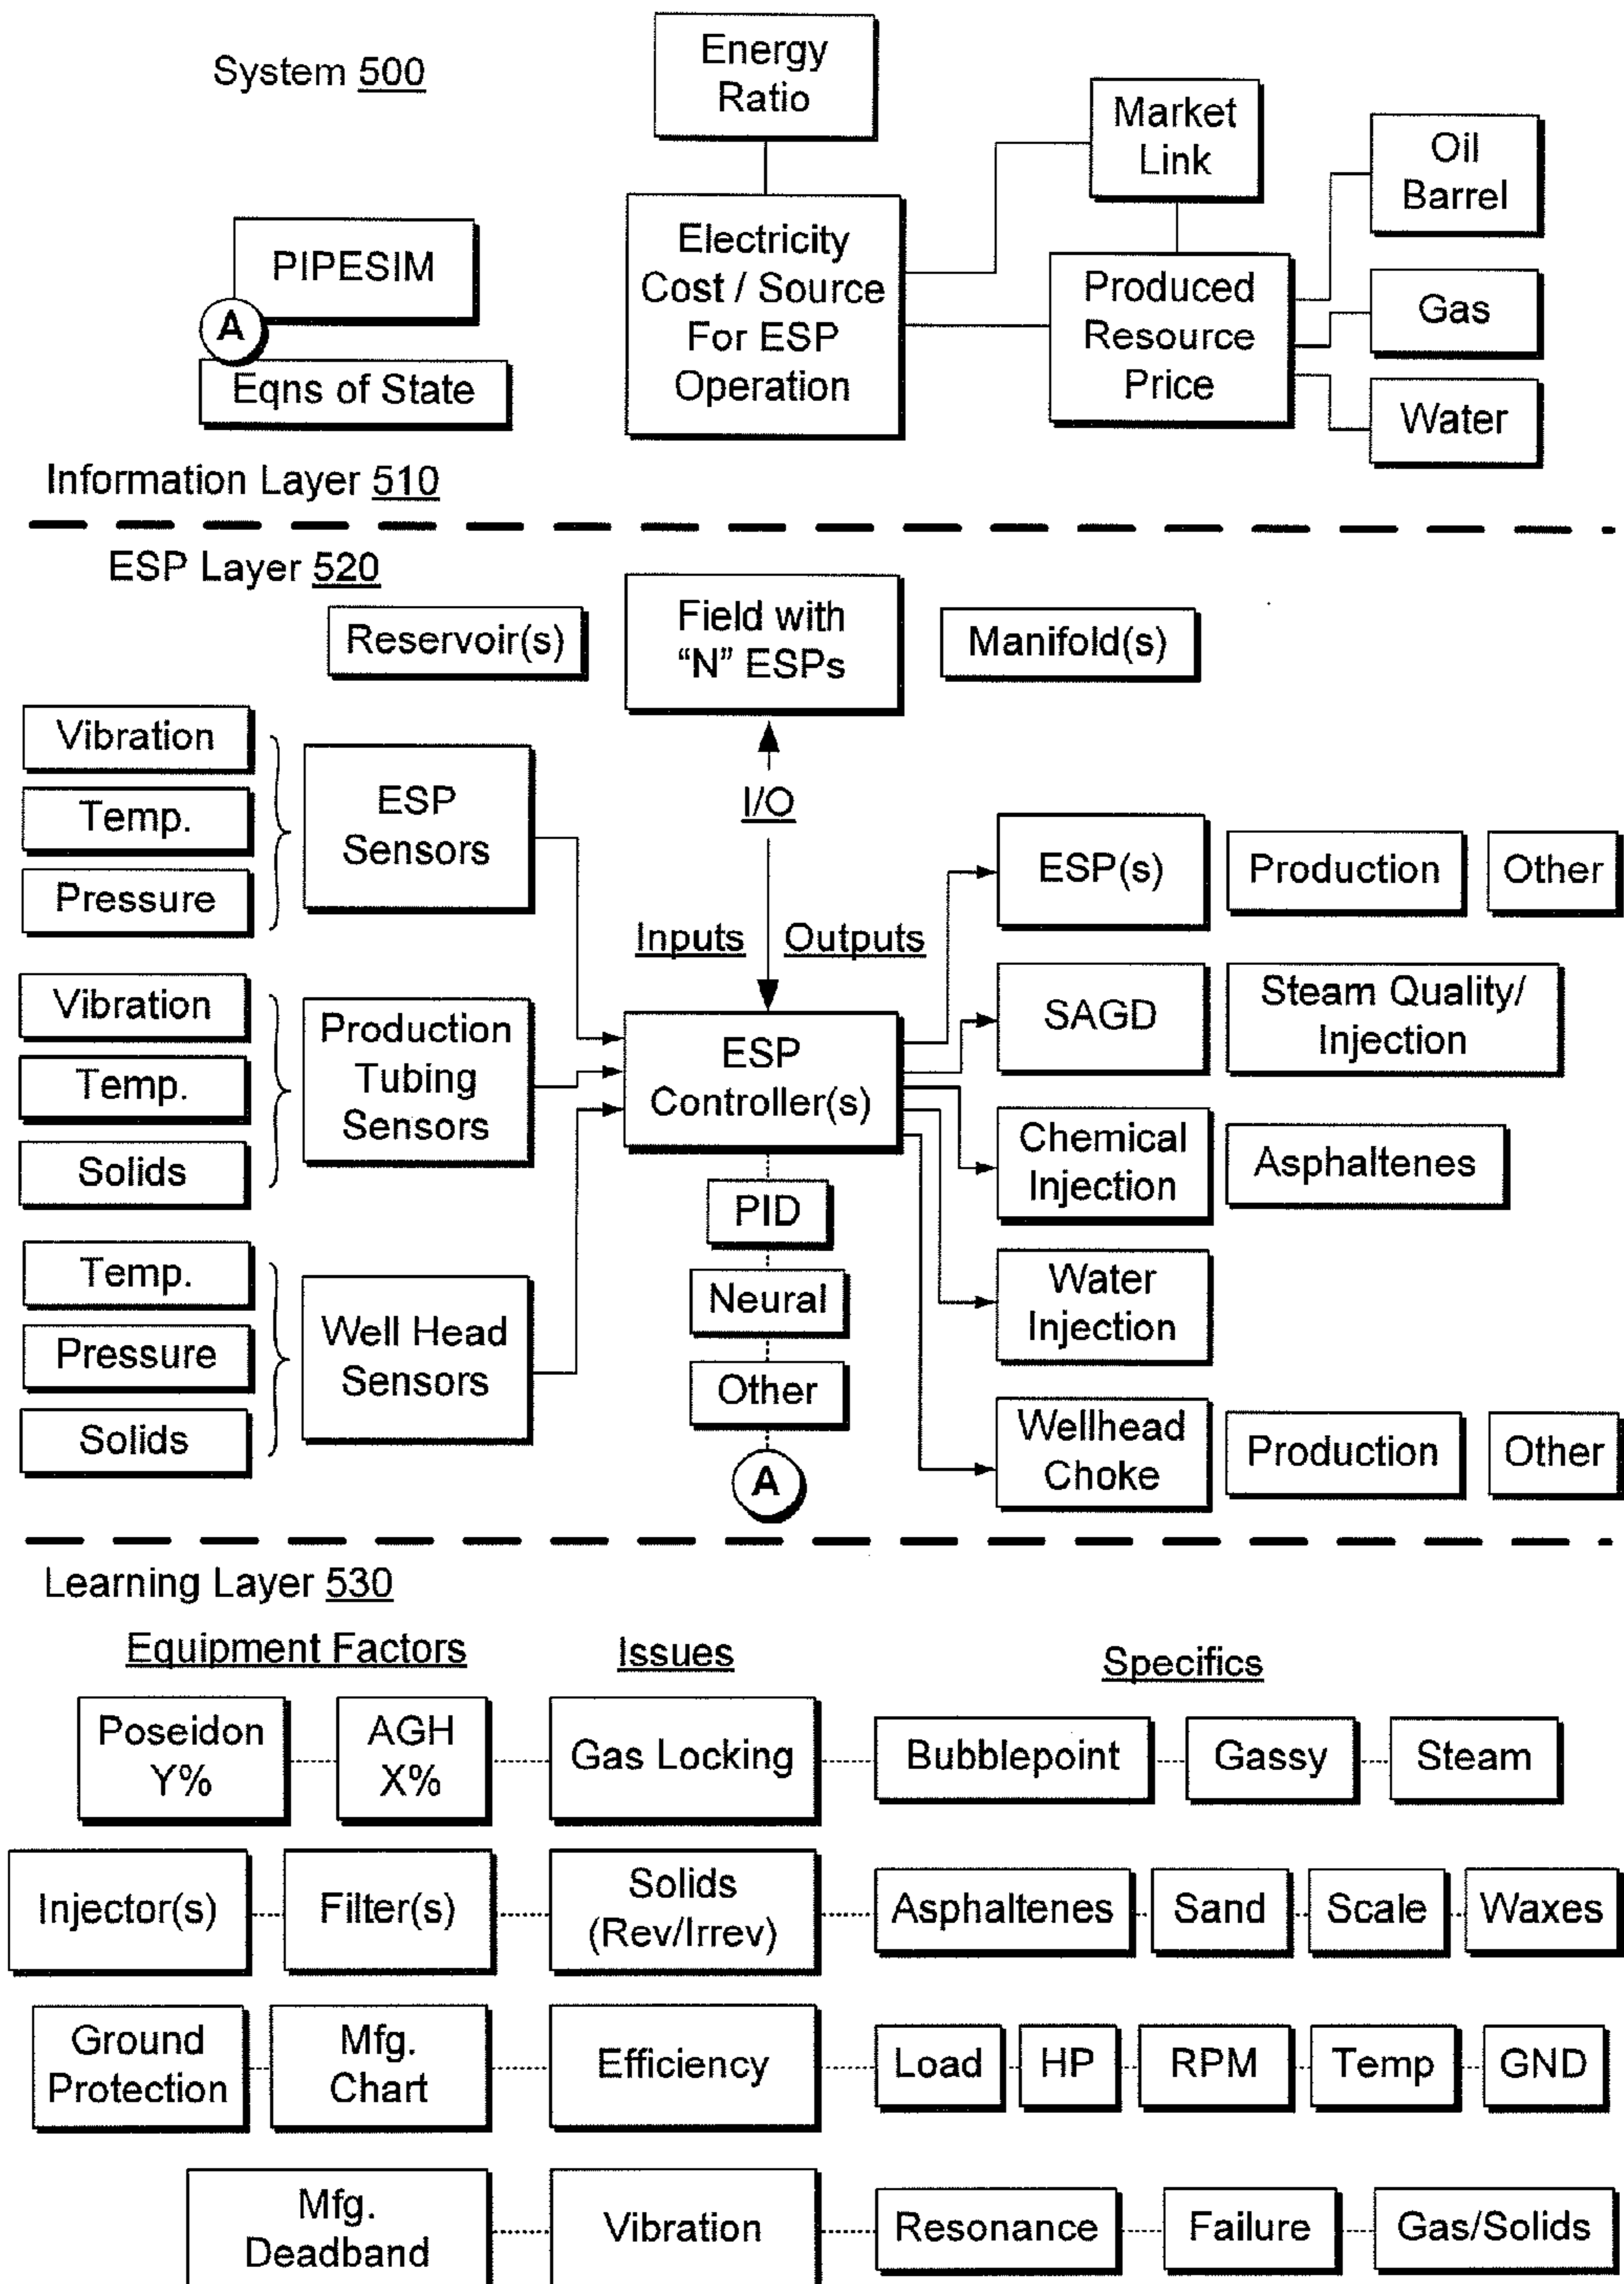 System 500
Energy
Ratio
Market
Link
Oil
Barrel
PIPESIM
A
Eqns of State
Electricity
Cost / Source
For ESP
Operation
Produced
Resource
Price
Gas
Water
Information Layer 510
ESP Layer 520
Reservoir(s)
Field with
“N” ESPs
Manifold(s)
Vibration
Temp.
Pressure
ESP
Sensors
I/O
Inputs
Outputs
ESP(s)
Production
Other
Vibration
Temp.
Solids
Production
Tubing
Sensors
ESP
Controller(s)
SAGD
Steam Quality/
Injection
Chemical
Injection
Asphaltenes
PID
Temp.
Pressure
Solids
Well Head
Sensors
Neural
Other
A
Water
Injection
Wellhead
Choke
Production
Other
Learning Layer 530
Equipment Factors
Issues
Specifics
Poseidon
Y%
AGH
X%
Gas Locking
Bubblepoint
Gassy
Steam
Injector(s)
Filter(s)
Solids
(Rev/Irrev)
Asphaltenes
Sand
Scale
Waxes
Ground
Protection
Mfg.
Chart
Efficiency
Load
HP
RPM
Temp
GND
Mfg.
Deadband
Vibration
Resonance
Failure
Gas/Solids